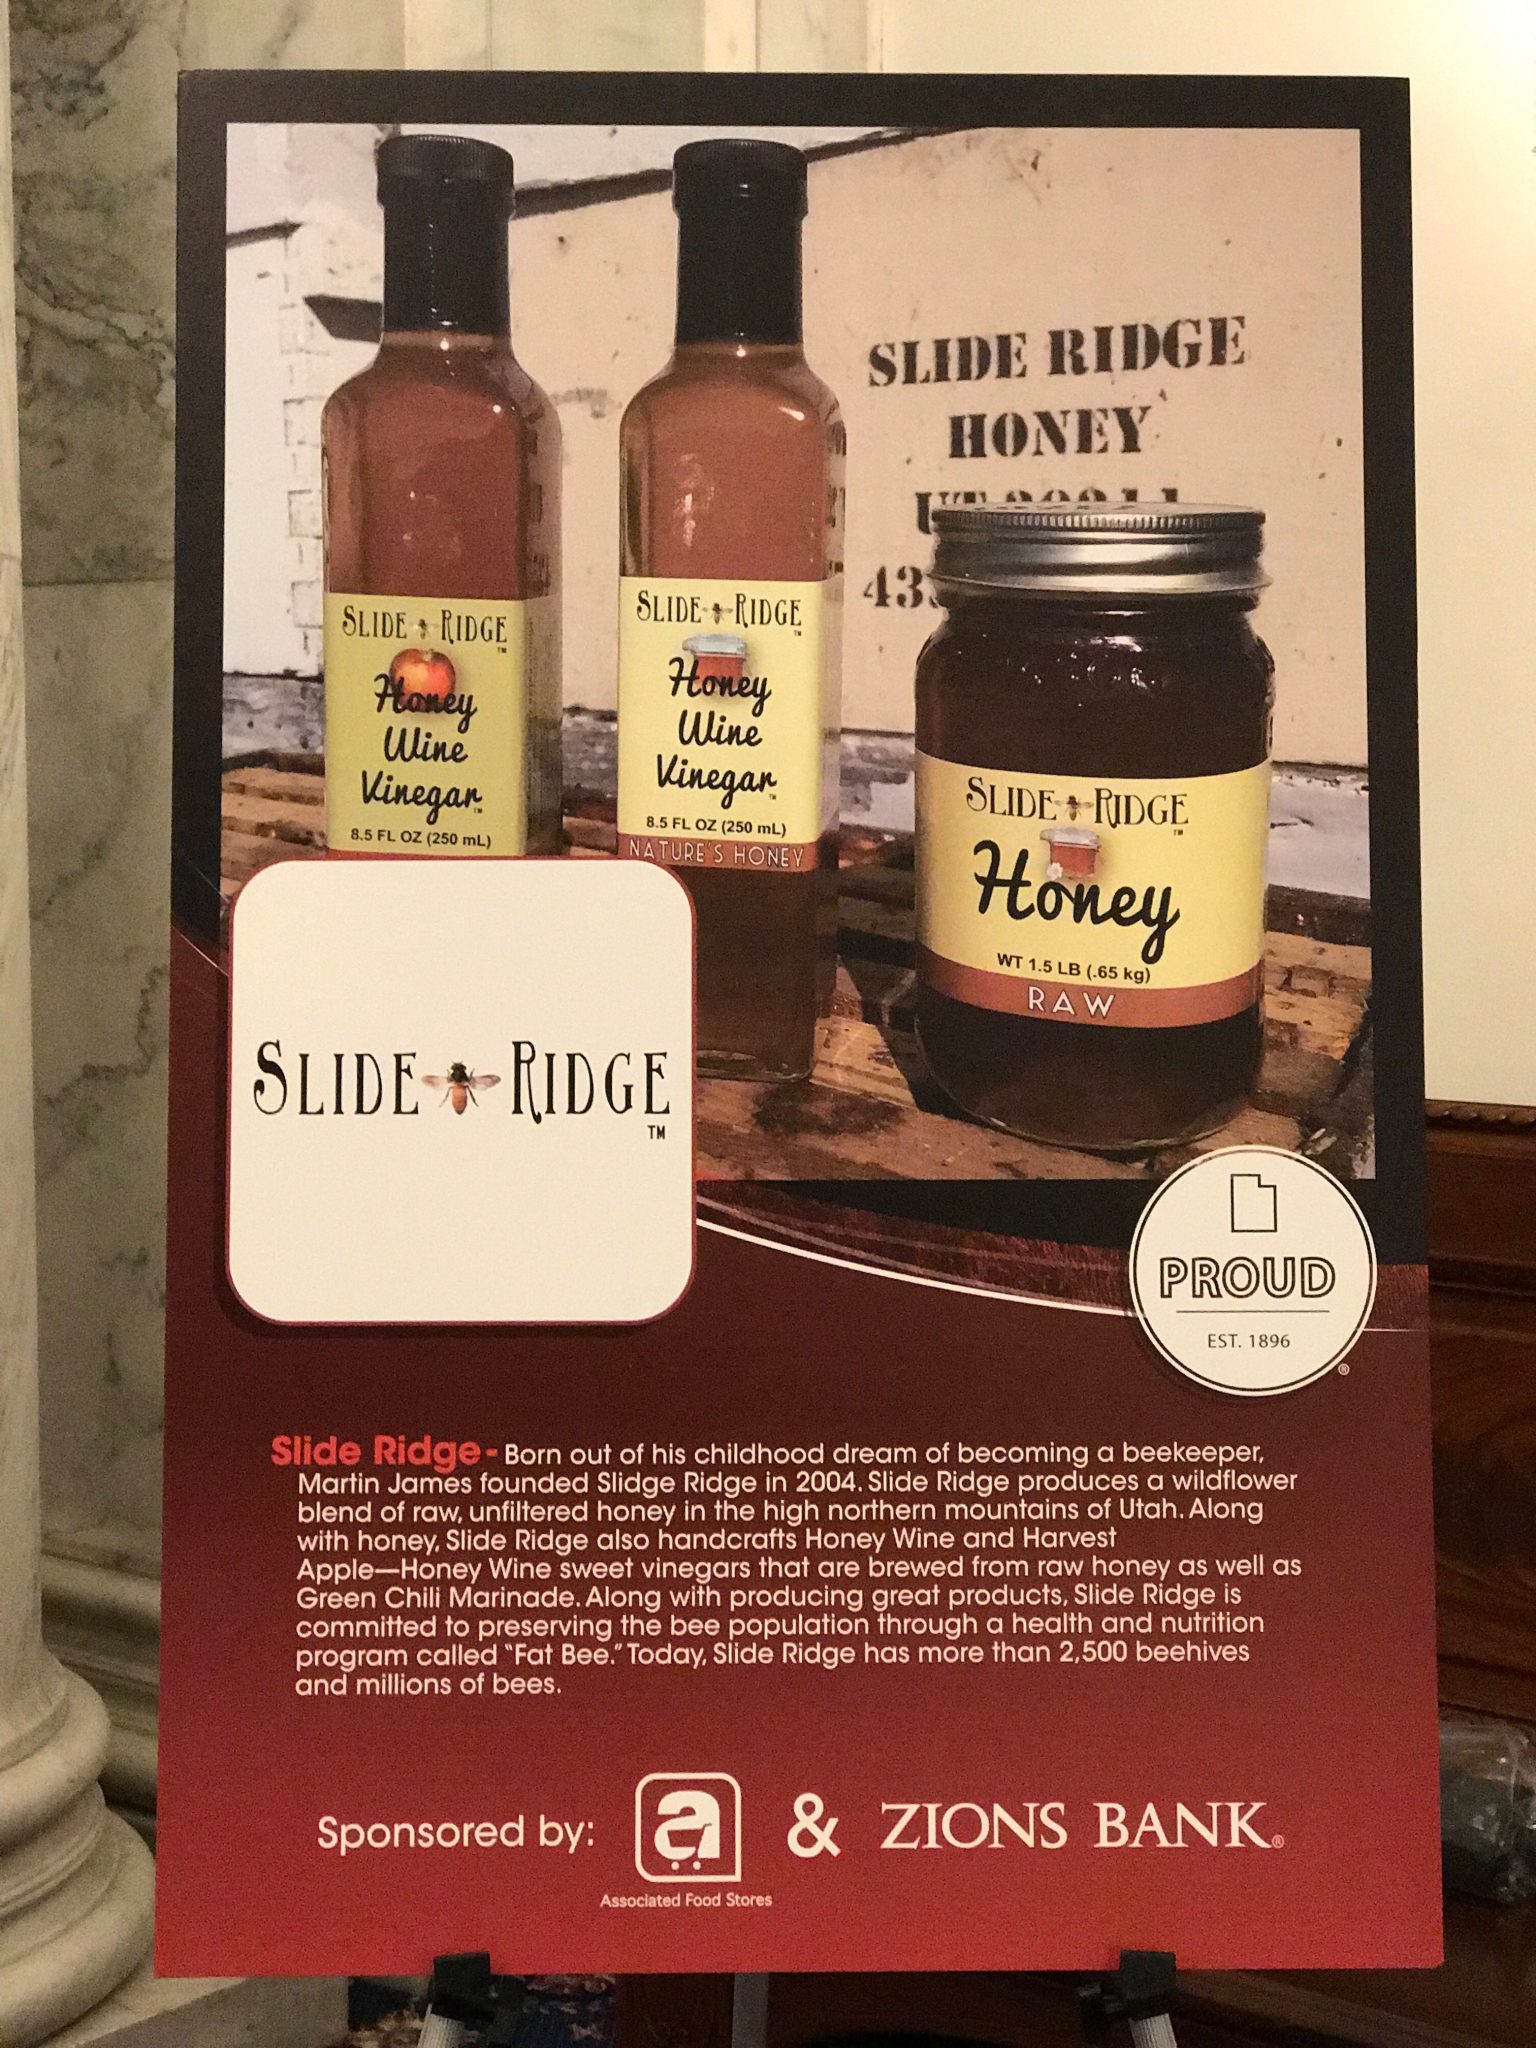 SLIDE RIDGE
HONEY
SLIDE RIDGE
TM
Honey
Wine
Vinegar
TM
8.5 FL OZ (250 mL)
SLIDE RIDGE
TM
Honey
Wine
Vinegar
TM
8.5 FL OZ (250 mL)
NATURE'S HONEY
SLIDE RIDGE
TM
Honey
WT 1.5 LB (.65 kg)
RAW
SLIDE RIDGE
TM
PROUD
EST. 1896
®
Slide Ridge - Born out of his childhood dream of becoming a beekeeper,
Martin James founded Slidge Ridge in 2004. Slide Ridge produces a wildflower
blend of raw, unfiltered honey in the high northern mountains of Utah. Along
with honey, Slide Ridge also handcrafts Honey Wine and Harvest
Apple—Honey Wine sweet vinegars that are brewed from raw honey as well as
Green Chili Marinade. Along with producing great products, Slide Ridge is
committed to preserving the bee population through a health and nutrition
program called "Fat Bee." Today, Slide Ridge has more than 2,500 beehives
and millions of bees.
Sponsored by: a & ZIONS BANK®
Associated Food Stores